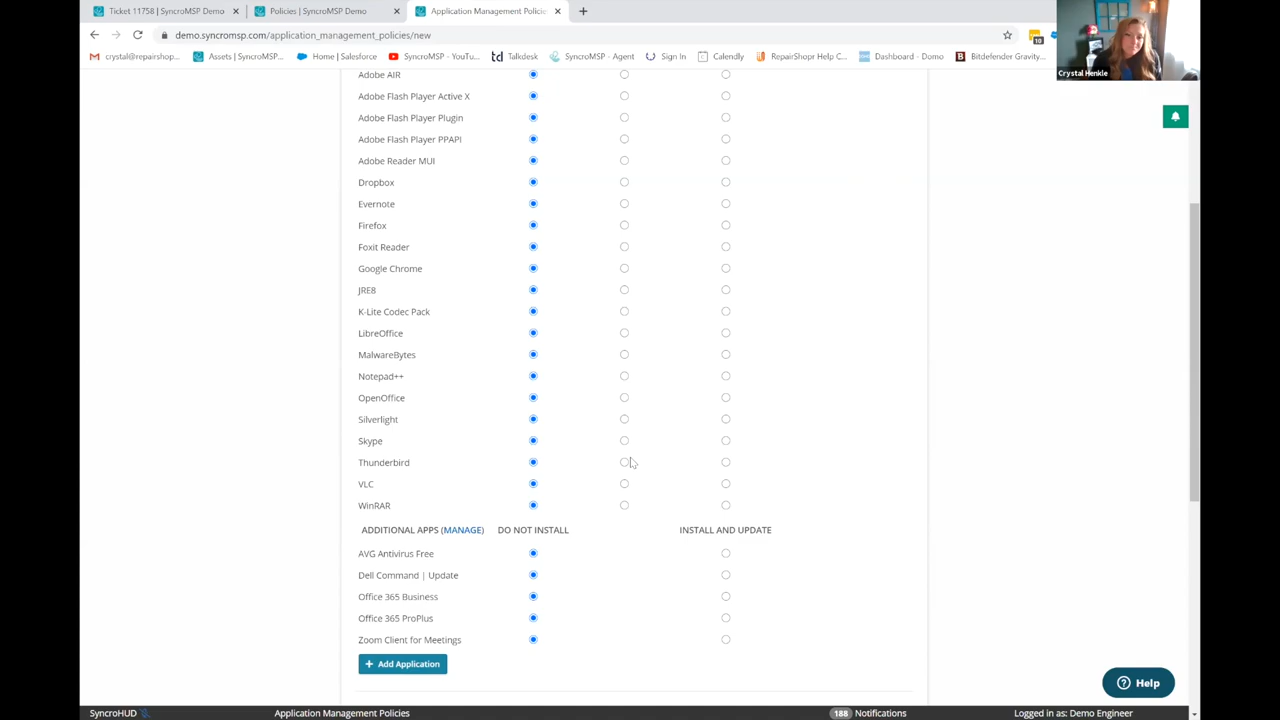 Ticket 11758 | SyncroMSP Demo
Policies | SyncroMSP Demo
Application Management Policie
demo.syncromsp.com/application_management_policies/new
crystal@repairshop...
Assets | SyncroMSP...
Home | Salesforce
SyncroMSP - YouTu...
Talkdesk
SyncroMSP - Agent
Sign In
Calendly
RepairShopr Help C...
Dashboard - Domo
Bitdefender Gravity...
10
Crystal Henkle
Adobe AIR
Adobe Flash Player Active X
Adobe Flash Player Plugin
Adobe Flash Player PPAPI
Adobe Reader MUI
Dropbox
Evernote
Firefox
Foxit Reader
Google Chrome
JRE8
K-Lite Codec Pack
LibreOffice
MalwareBytes
Notepad++
OpenOffice
Silverlight
Skype
Thunderbird
VLC
WinRAR
ADDITIONAL APPS (MANAGE) DO NOT INSTALL INSTALL AND UPDATE
AVG Antivirus Free
Dell Command | Update
Office 365 Business
Office 365 ProPlus
Zoom Client for Meetings
+ Add Application
Help
SyncroHUD Application Management Policies 188 Notifications Logged in as: Demo Engineer